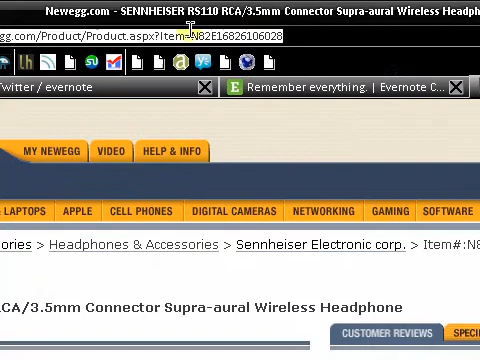 Newegg.com - SENNHEISER RS110 RCA/3.5mm Connector Supra-aural Wireless Headph
gg.com/Product/Product.aspx?Item=N82E16826106028
witter / evernote
Remember everything. | Evernote C...
MY NEWEGG VIDEO HELP & INFO
& LAPTOPS APPLE CELL PHONES DIGITAL CAMERAS NETWORKING GAMING SOFTWARE
ories > Headphones & Accessories > Sennheiser Electronic corp. > Item#:N8
RCA/3.5mm Connector Supra-aural Wireless Headphone
CUSTOMER REVIEWS SPECI